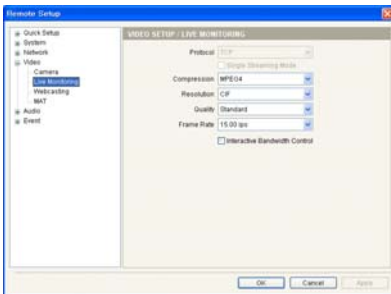 Remote Setup
Quick Setup
System
Network
Video
Camera
Live Monitoring
Webcasting
MAT
Audio
Event
VIDEO SETUP / LIVE MONITORING
Protocol TCP
Single Streaming Mode
Compression MPEG4
Resolution CIF
Quality Standard
Frame Rate 15.00 ips
Interactive Bandwidth Control
OK Cancel Apply